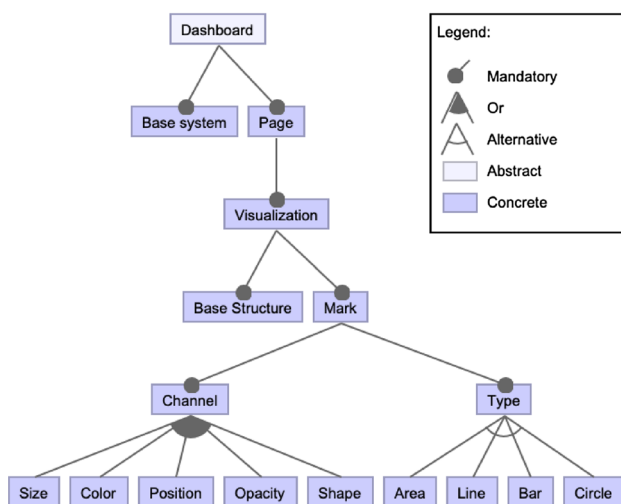 Dashboard
Legend:
Mandatory
Or
Alternative
Abstract
Concrete
Base system
Page
Visualization
Base Structure
Mark
Channel
Type
Size
Color
Position
Opacity
Shape
Area
Line
Bar
Circle